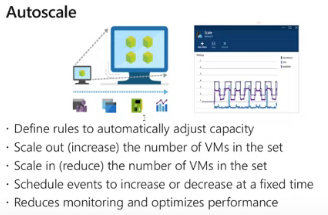 Autoscale
Scale
· Define rules to automatically adjust capacity
· Scale out (increase) the number of VMs in the set
· Scale in (reduce) the number of VMs in the set
· Schedule events to increase or decrease at a fixed time
· Reduces monitoring and optimizes performance